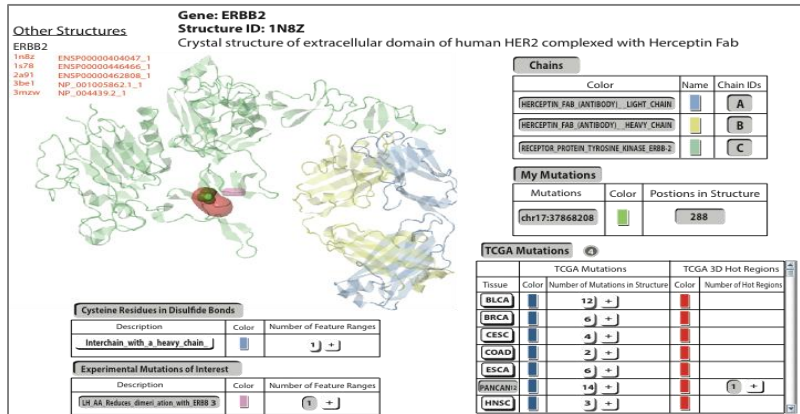 Gene: ERBB2
Structure ID: 1N8Z
Crystal structure of extracellular domain of human HER2 complexed with Herceptin Fab
Other Structures
ERBB2
1n8z ENSP00000404047_1
1s78 ENSP00000446466_1
2a91 ENSP00000462808_1
3be1 NP_001005862.1_1
3mzw NP_004439.2_1
Chains
Color Name Chain IDs
HERCEPTIN_FAB_(ANTIBODY)__LIGHT_CHAIN A
HERCEPTIN_FAB_(ANTIBODY)__HEAVY_CHAIN B
RECEPTOR_PROTEIN_TYROSINE_KINASE_ERBB-2 C
My Mutations
Mutations Color Postions in Structure
chr17:37868208 288
TCGA Mutations 4
TCGA Mutations TCGA 3D Hot Regions
Tissue Color Number of Mutations in Structure Color Number of Hot Regions
BLCA 12 +
BRCA 6 +
CESC 4 +
COAD 2 +
ESCA 6 +
PANCAN12 14 + 1 +
HNSC 3 +
Cysteine Residues in Disulfide Bonds
Description Color Number of Feature Ranges
Interchain_with_a_heavy_chain_ 1 +
Experimental Mutations of Interest
Description Color Number of Feature Ranges
LH_AA_Reduces_dimeri_ation_with_ERBB 3 1 +